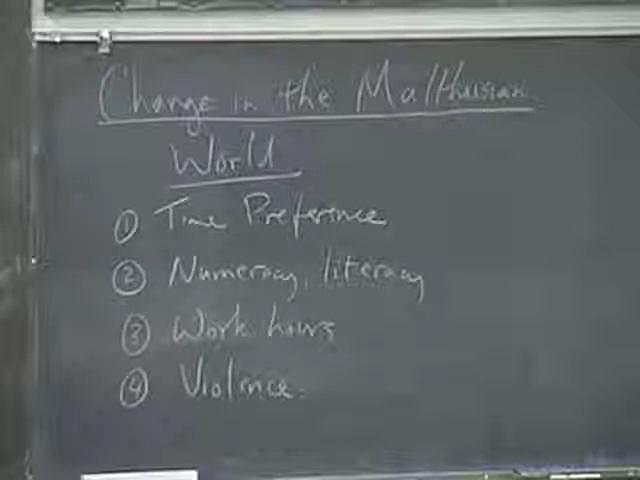 Change in the Malthusian
World
① Time Preference
② Numeracy, literacy
③ Work hours
④ Violence.